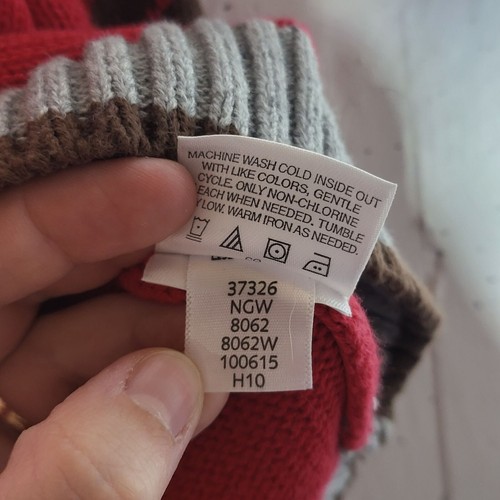 MACHINE WASH COLD INSIDE OUT
WITH LIKE COLORS, GENTLE
CYCLE. ONLY NON-CHLORINE
EACH WHEN NEEDED. TUMBLE
Y LOW. WARM IRON AS NEEDED.
37326
NGW
8062
8062W
100615
H10